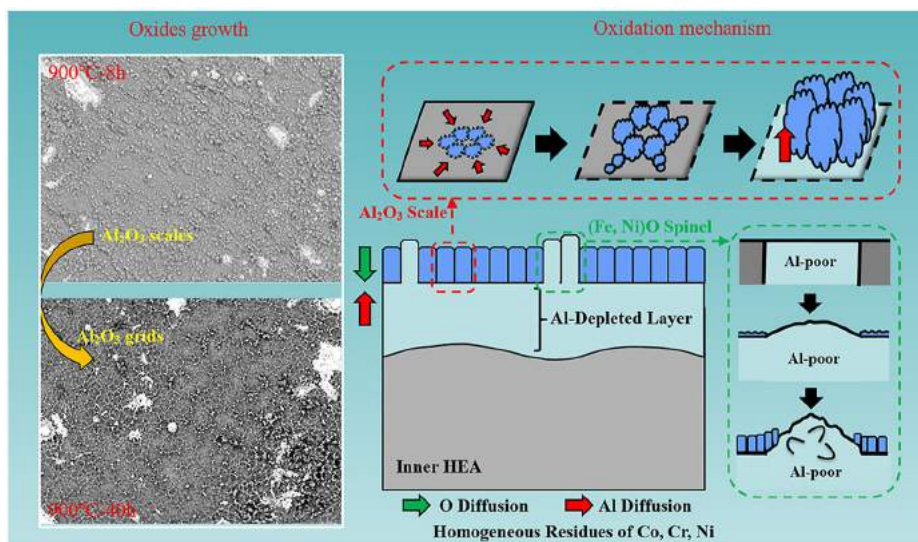 Oxides growth
900°C-8h
Al₂O₃ scales
Al₂O₃ grids
900°C-40h
Oxidation mechanism
Al₂O₃ Scale
(Fe, Ni)O Spinel
Al-Depleted Layer
Inner HEA
Al-poor
Al-poor
Al-poor
O Diffusion
Al Diffusion
Homogeneous Residues of Co, Cr, Ni